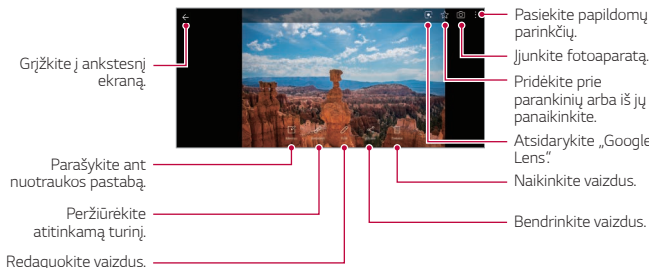 Grįžkite į ankstesnį
ekraną.
Parašykite ant
nuotraukos pastabą.
Peržiūrėkite
atitinkamą turinį.
Redaguokite vaizdus.
Pasiekite papildomų
parinkčių.
Įjunkite fotoaparatą.
Pridėkite prie
parankinių arba iš jų
panaikinkite.
Atsidarykite „Google
Lens“.
Naikinkite vaizdus.
Bendrinkite vaizdus.